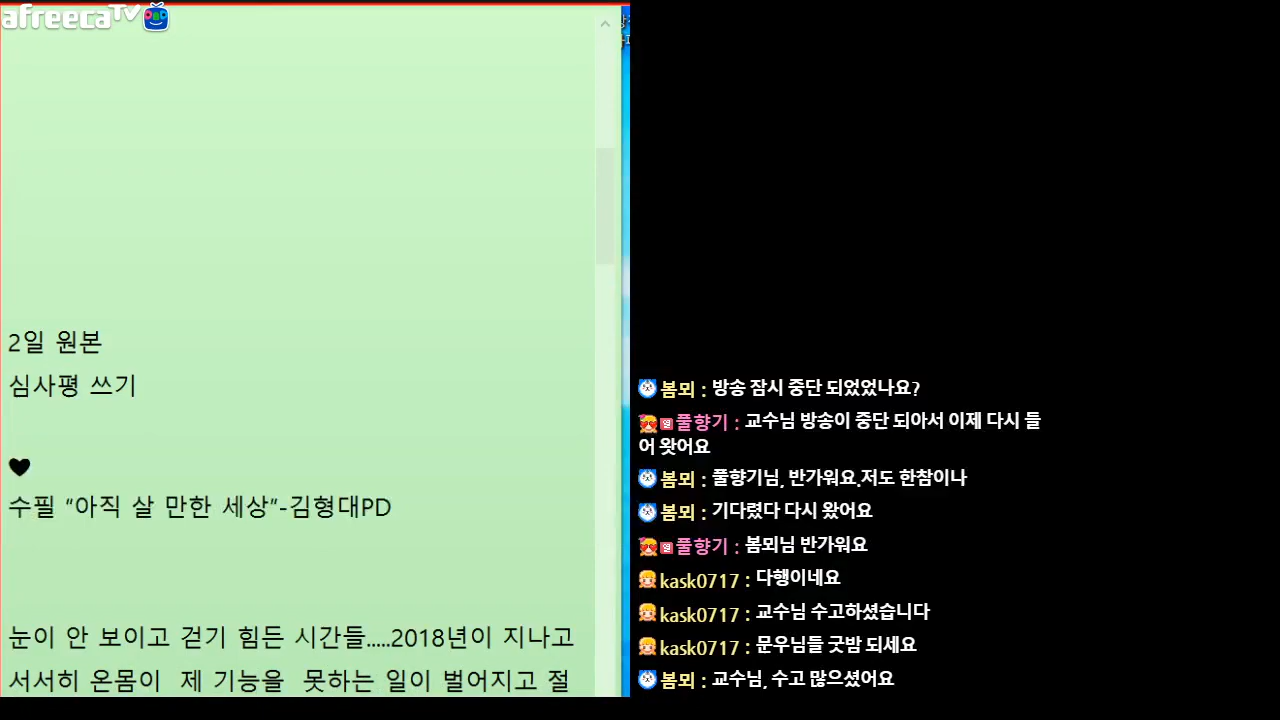 afreecaTV
2일 원본
심사평 쓰기
수필 “아직 살 만한 세상”-김형대PD
눈이 안 보이고 걷기 힘든 시간들.....2018년이 지나고
서서히 온몸이 제 기능을 못하는 일이 벌어지고 절
봄뫼 : 방송 잠시 중단 되었었나요?
풀향기 : 교수님 방송이 중단 되아서 이제 다시 들
어 왓어요
봄뫼 : 풀향기님, 반가워요.저도 한참이나
봄뫼 : 기다렸다 다시 왔어요
풀향기 : 봄뫼님 반가워요
kask0717 : 다행이네요
kask0717 : 교수님 수고하셨습니다
kask0717 : 문우님들 굿밤 되세요
봄뫼 : 교수님, 수고 많으셨어요